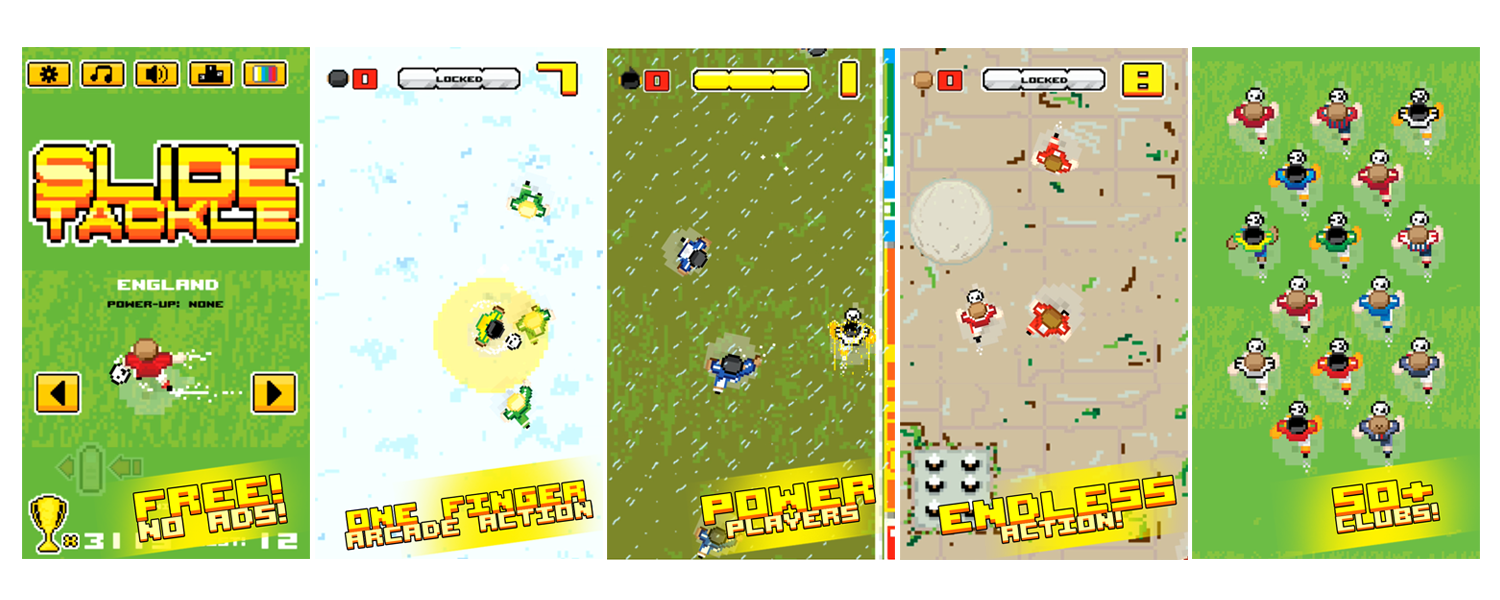 SLIDE
TACKLE
ENGLAND
POWER-UP: NONE
FREE!
NO ADS!
0
LOCKED
7
ONE FINGER
ARCADE ACTION
0
1
POWER
PLAYERS
0
LOCKED
8
ENDLESS
ACTION!
50+
CLUBS!